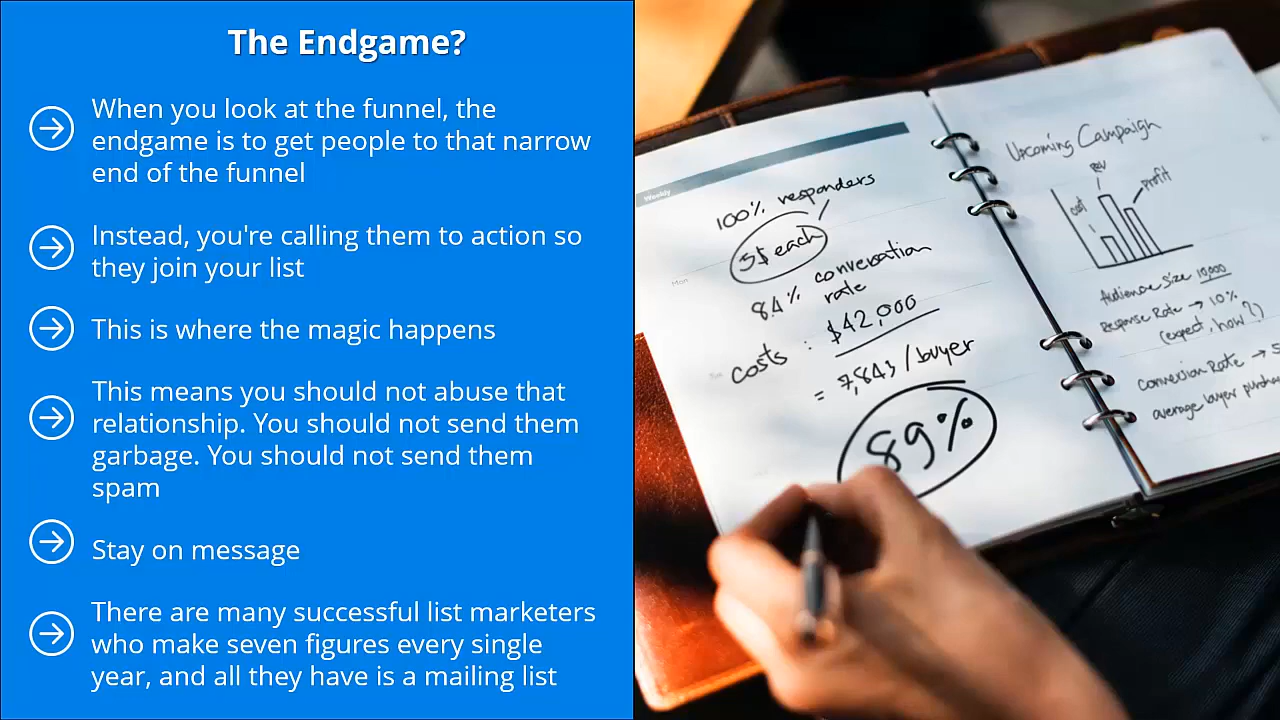 The Endgame?
When you look at the funnel, the
endgame is to get people to that narrow
end of the funnel
Instead, you're calling them to action so
they join your list
This is where the magic happens
This means you should not abuse that
relationship. You should not send them
garbage. You should not send them
spam
Stay on message
There are many successful list marketers
who make seven figures every single
year, and all they have is a mailing list
Weekly
100% responders
5$ each
Mon
8.4% conversation
rate
costs : $42,000
= 7,843 /buyer
89%
Upcoming Campaign
cost
profit
Audience Size 10,000
Response Rate → 10%
(expect, how?)
Conversion Rate → 5
average buyer purcha